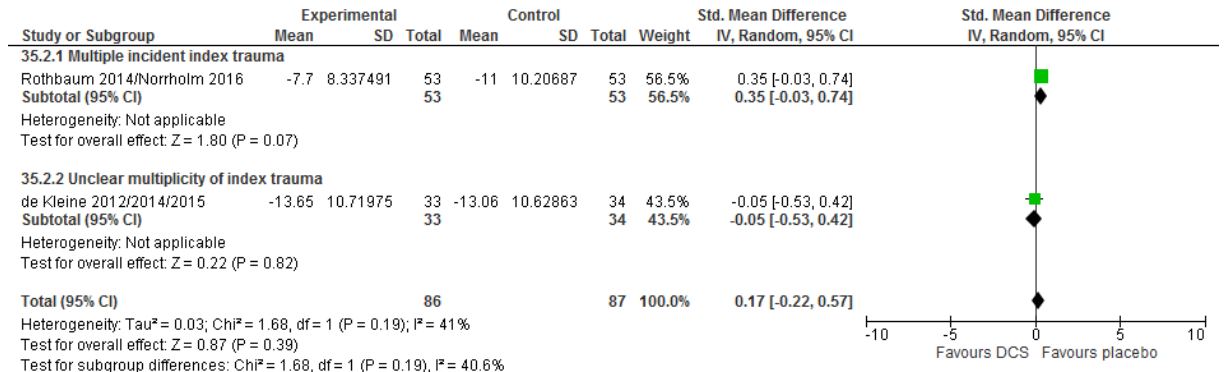 Experimental Control Std. Mean Difference Std. Mean Difference
Study or Subgroup Mean SD Total Mean SD Total Weight IV, Random, 95% CI IV, Random, 95% CI
35.2.1 Multiple incident index trauma
Rothbaum 2014/Norrholm 2016 -7.7 8.337491 53 -11 10.20687 53 56.5% 0.35 [-0.03, 0.74]
Subtotal (95% CI) 53 53 56.5% 0.35 [-0.03, 0.74]
Heterogeneity: Not applicable
Test for overall effect: Z = 1.80 (P = 0.07)
35.2.2 Unclear multiplicity of index trauma
de Kleine 2012/2014/2015 -13.65 10.71975 33 -13.06 10.62863 34 43.5% -0.05 [-0.53, 0.42]
Subtotal (95% CI) 33 34 43.5% -0.05 [-0.53, 0.42]
Heterogeneity: Not applicable
Test for overall effect: Z = 0.22 (P = 0.82)
Total (95% CI) 86 87 100.0% 0.17 [-0.22, 0.57]
Heterogeneity: Tau² = 0.03; Chi² = 1.68, df = 1 (P = 0.19); I² = 41%
Test for overall effect: Z = 0.87 (P = 0.39)
Test for subgroup differences: Chi² = 1.68, df = 1 (P = 0.19), I² = 40.6%
-10 -5 0 5 10
Favours DCS Favours placebo